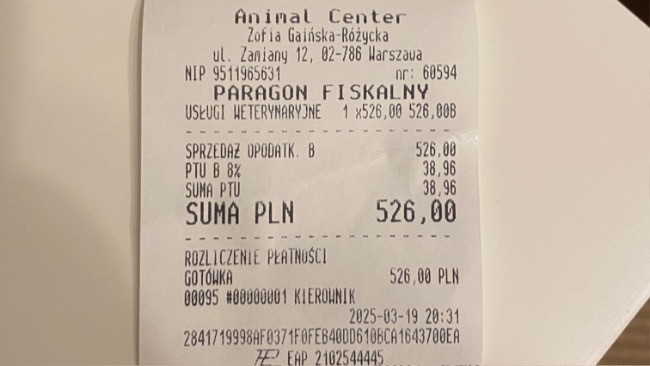 Animal Center
Zofia Gaińska-Różycka
ul. Zamiany 12, 02-786 Warszawa
NIP 9511965631 nr: 60594
PARAGON FISKALNY
USŁUGI WETERYNARYJNE 1 x526,00 526,00B
SPRZEDAŻ OPODATK. B 526,00
PTU B 8% 38,96
SUMA PTU 38,96
SUMA PLN 526,00
ROZLICZENIE PŁATNOŚCI
GOTÓWKA 526,00 PLN
00095 #00000001 KIEROWNIK
2025-03-19 20:31
2841719998AF0371F0FEB40DD610BCA1643700EA
EAP 2102544445